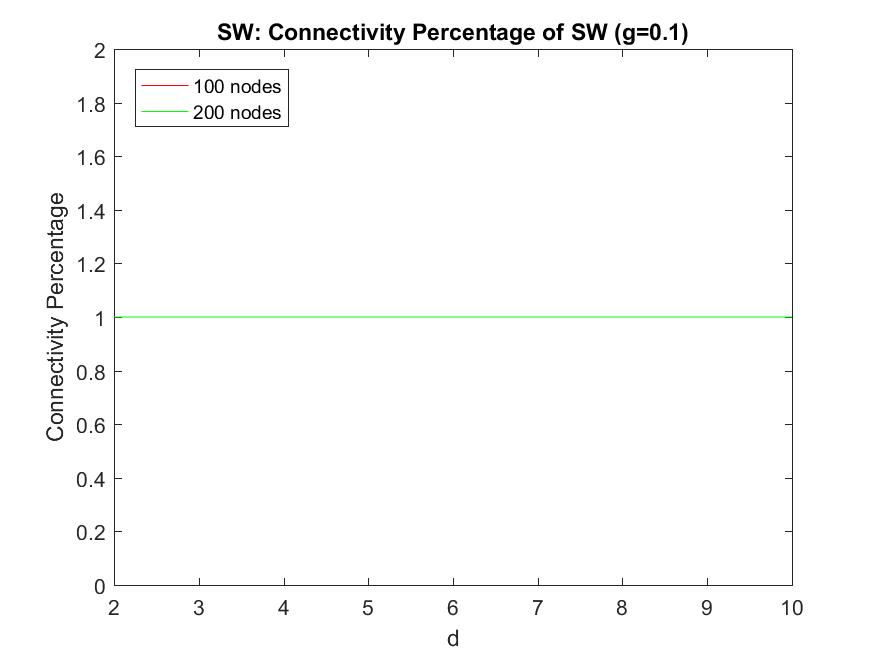 SW: Connectivity Percentage of SW (g=0.1)
2
1.8
1.6
1.4
1.2
1
0.8
0.6
0.4
0.2
0
Connectivity Percentage
100 nodes
200 nodes
2 3 4 5 6 7 8 9 10
d